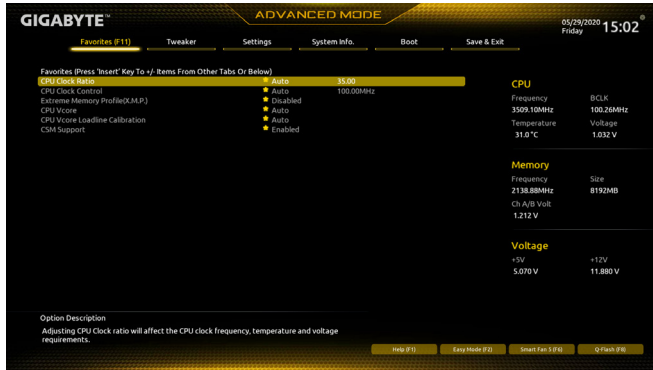 GIGABYTE™
ADVANCED MODE
05/29/2020
Friday
15:02
Favorites (F11) Tweaker Settings System Info. Boot Save & Exit
Favorites (Press 'Insert' Key To +/- Items From Other Tabs Or Below)
CPU Clock Ratio Auto 35.00
CPU Clock Control Auto 100.00MHz
Extreme Memory Profile(X.M.P.) Disabled
CPU Vcore Auto
CPU Vcore Loadline Calibration Auto
CSM Support Enabled
CPU
Frequency BCLK
3509.10MHz 100.26MHz
Temperature Voltage
31.0 °C 1.032 V
Memory
Frequency Size
2138.88MHz 8192MB
Ch A/B Volt
1.212 V
Voltage
+5V +12V
5.070 V 11.880 V
Option Description
Adjusting CPU Clock ratio will affect the CPU clock frequency, temperature and voltage
requirements.
Help (F1) Easy Mode (F2) Smart Fan 5 (F6) Q-Flash (F8)